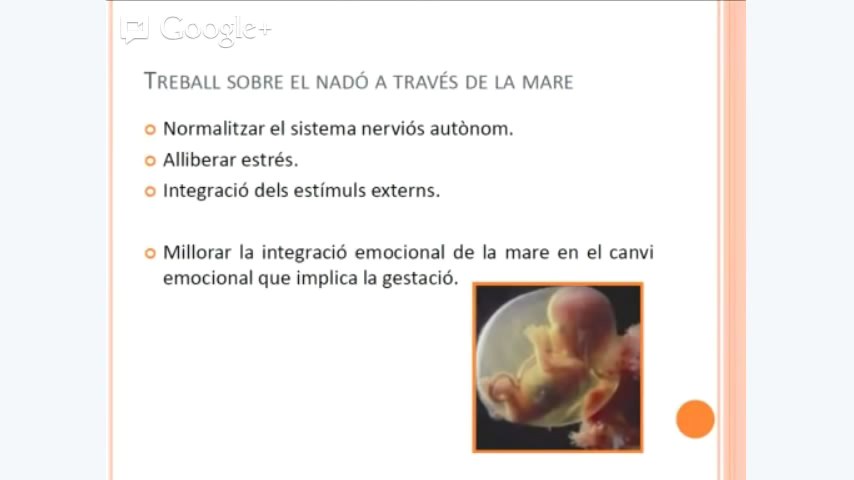 Google+
TREBALL SOBRE EL NADÓ A TRAVÉS DE LA MARE
Normalitzar el sistema nerviós autònom.
Alliberar estrés.
Integració dels estímuls externs.
Millorar la integració emocional de la mare en el canvi
emocional que implica la gestació.